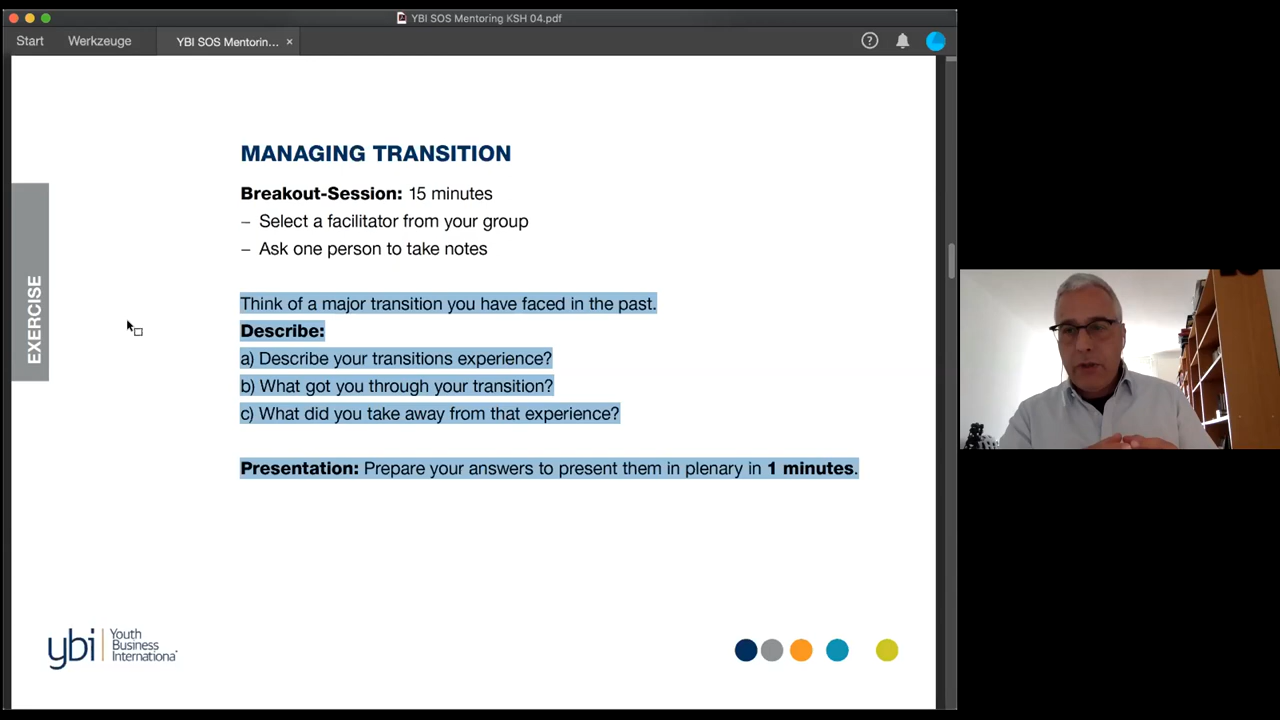 YBI SOS Mentoring KSH 04.pdf
Start
Werkzeuge
YBI SOS Mentorin... ×
MANAGING TRANSITION
Breakout-Session: 15 minutes
– Select a facilitator from your group
– Ask one person to take notes
EXERCISE
Think of a major transition you have faced in the past.
Describe:
a) Describe your transitions experience?
b) What got you through your transition?
c) What did you take away from that experience?
Presentation: Prepare your answers to present them in plenary in 1 minutes.
ybi
Youth
Business
International